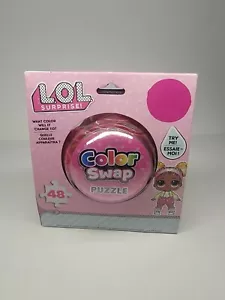 L.O.L.
SURPRISE!
WHAT COLOR
WILL IT
CHANGE TO?
QUELLE
COULEUR
APPARAÎTRA ?
TRY
ME!
ESSAIE-
MOI !
Color
Swap
PUZZLE
48